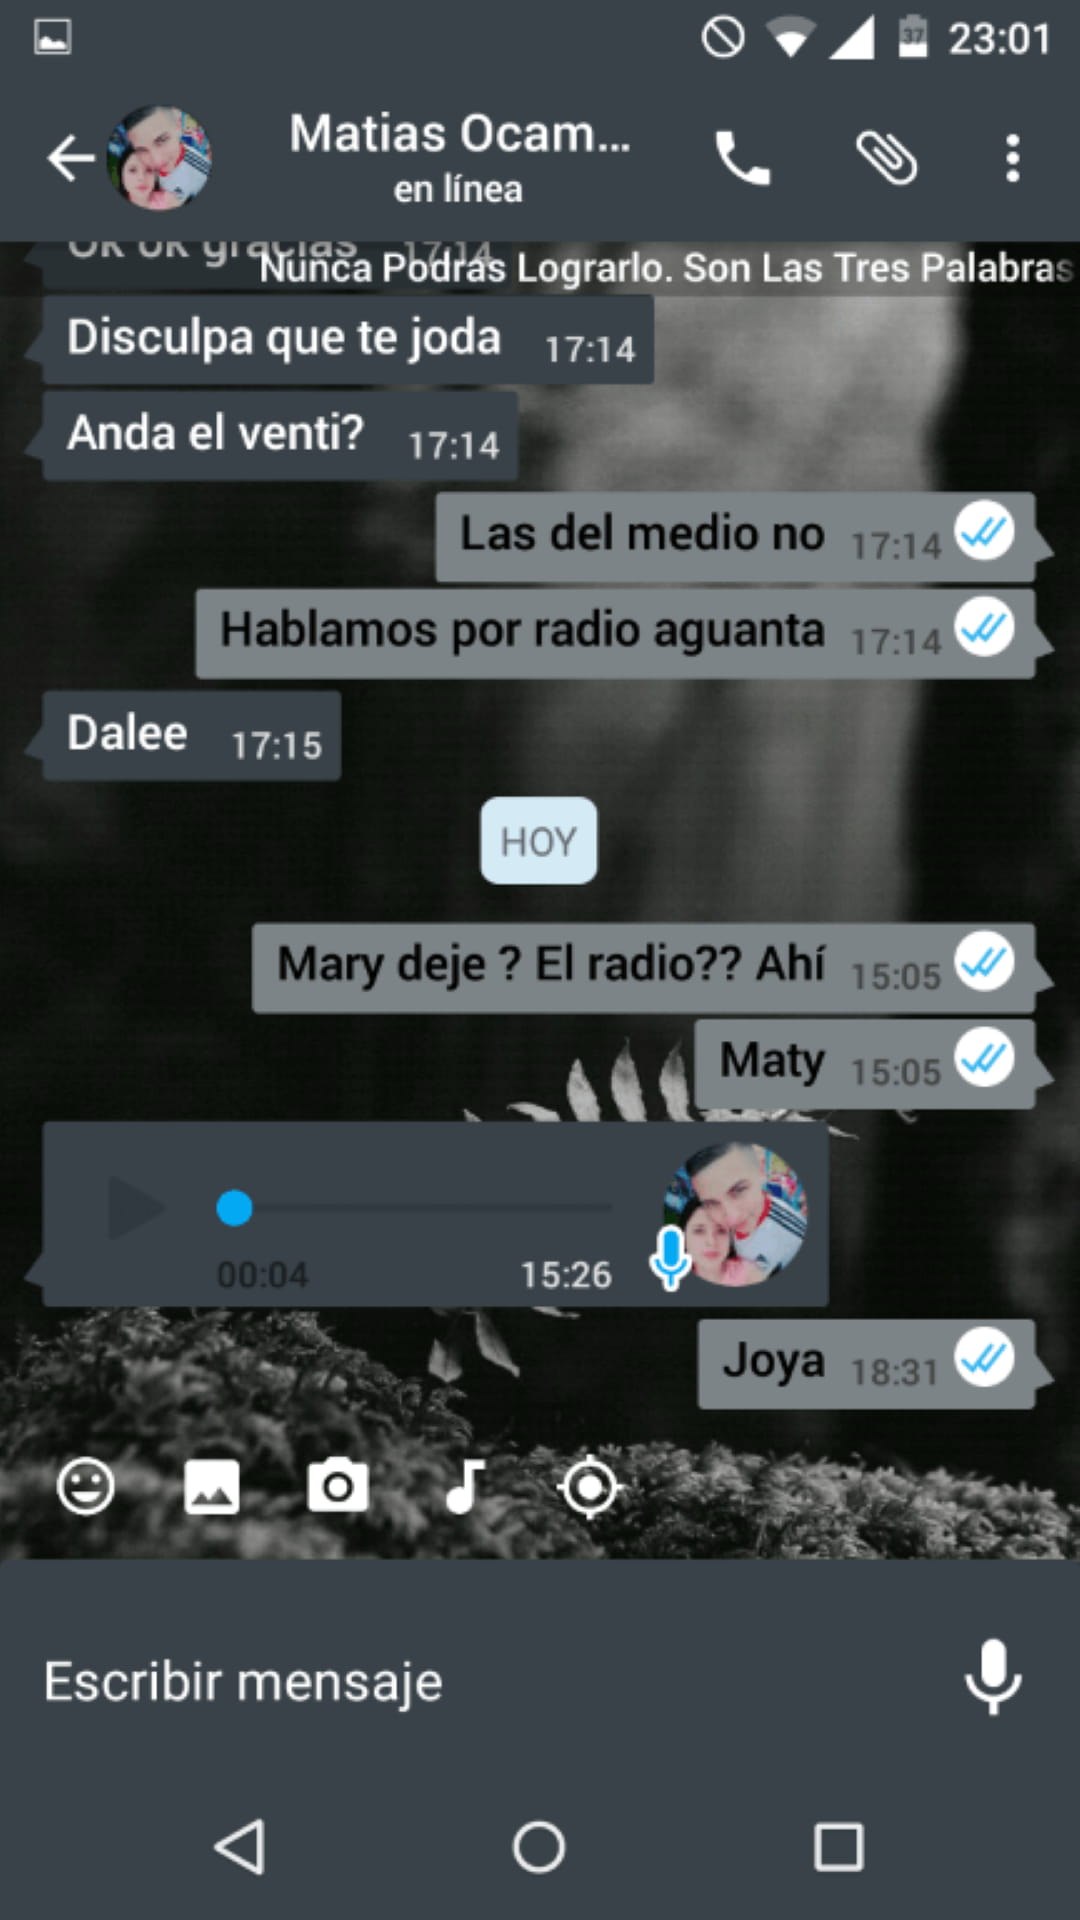 37 23:01
Matias Ocam...
en línea
Ok ok gracias 17:14
Nunca Podrás Lograrlo. Son Las Tres Palabras
Disculpa que te joda 17:14
Anda el venti? 17:14
Las del medio no 17:14
Hablamos por radio aguanta 17:14
Dalee 17:15
HOY
Mary deje ? El radio?? Ahí 15:05
Maty 15:05
00:04 15:26
Joya 18:31
Escribir mensaje